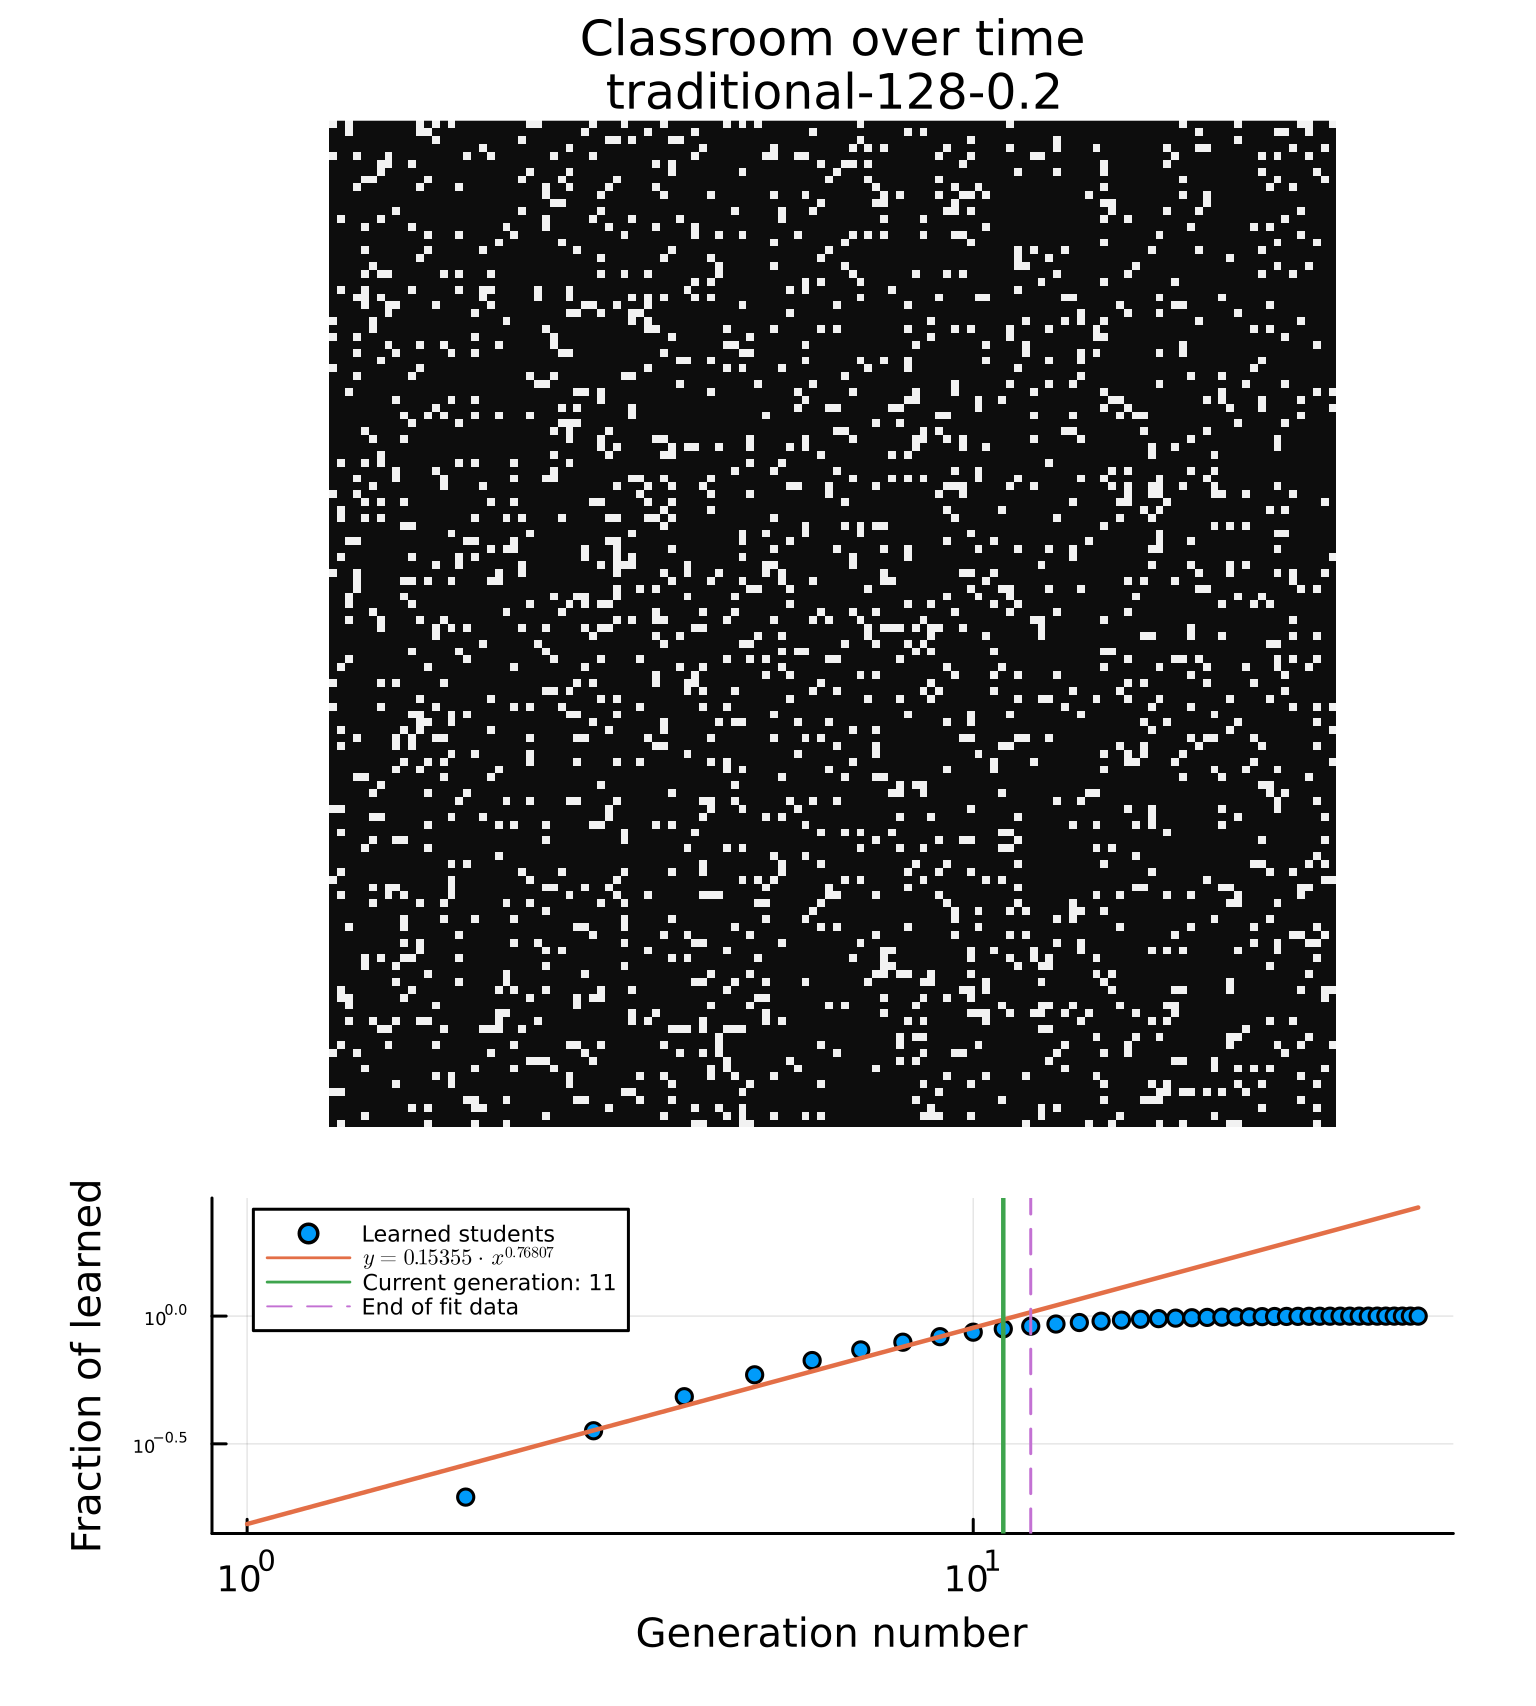 Classroom over time
traditional-128-0.2
Fraction of learned
Learned students
y = 0.15355 · x^0.76807
Current generation: 11
End of fit data
10^0.0
10^−0.5
10^0
10^1
Generation number